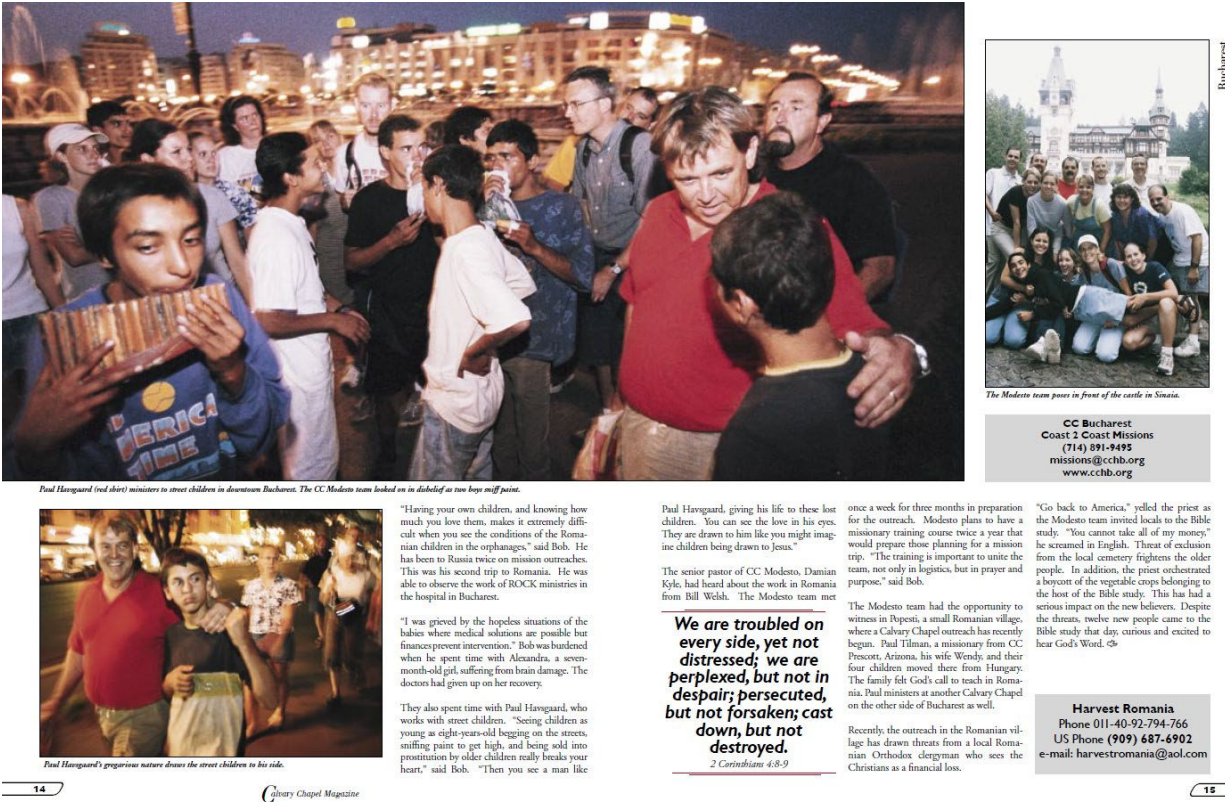 Bucharest
AMERICA
TIME
Paul Havsgaard (red shirt) ministers to street children in downtown Bucharest. The CC Modesto team looked on in disbelief as two boys sniff paint.
The Modesto team poses in front of the castle in Sinaia.
CC Bucharest
Coast 2 Coast Missions
(714) 891-9495
missions@cchb.org
www.cchb.org
Paul Havsgaard's gregarious nature draws the street children to his side.
"Having your own children, and knowing how
much you love them, makes it extremely diffi-
cult when you see the conditions of the Roma-
nian children in the orphanages," said Bob. He
has been to Russia twice on mission outreaches.
This was his second trip to Romania. He was
able to observe the work of ROCK ministries in
the hospital in Bucharest.
"I was grieved by the hopeless situations of the
babies where medical solutions are possible but
finances prevent intervention." Bob was burdened
when he spent time with Alexandra, a seven-
month-old girl, suffering from brain damage. The
doctors had given up on her recovery.
They also spent time with Paul Havsgaard, who
works with street children. "Seeing children as
young as eight-years-old begging on the streets,
sniffing paint to get high, and being sold into
prostitution by older children really breaks your
heart," said Bob. "Then you see a man like
Paul Havsgaard, giving his life to these lost
children. You can see the love in his eyes.
They are drawn to him like you might imag-
ine children being drawn to Jesus."
The senior pastor of CC Modesto, Damian
Kyle, had heard about the work in Romania
from Bill Welsh. The Modesto team met
We are troubled on
every side, yet not
distressed; we are
perplexed, but not in
despair; persecuted,
but not forsaken; cast
down, but not
destroyed.
2 Corinthians 4:8-9
once a week for three months in preparation
for the outreach. Modesto plans to have a
missionary training course twice a year that
would prepare those planning for a mission
trip. "The training is important to unite the
team, not only in logistics, but in prayer and
purpose," said Bob.
The Modesto team had the opportunity to
witness in Popesti, a small Romanian village,
where a Calvary Chapel outreach has recently
begun. Paul Tilman, a missionary from CC
Prescott, Arizona, his wife Wendy, and their
four children moved there from Hungary.
The family felt God's call to teach in Roma-
nia. Paul ministers at another Calvary Chapel
on the other side of Bucharest as well.
Recently, the outreach in the Romanian vil-
lage has drawn threats from a local Roma-
nian Orthodox clergyman who sees the
Christians as a financial loss.
"Go back to America," yelled the priest as
the Modesto team invited locals to the Bible
study. "You cannot take all of my money,"
he screamed in English. Threat of exclusion
from the local cemetery frightens the older
people. In addition, the priest orchestrated
a boycott of the vegetable crops belonging to
the host of the Bible study. This has had a
serious impact on the new believers. Despite
the threats, twelve new people came to the
Bible study that day, curious and excited to
hear God's Word.
Harvest Romania
Phone 011-40-92-794-766
US Phone (909) 687-6902
e-mail: harvestromania@aol.com
14
Calvary Chapel Magazine
15